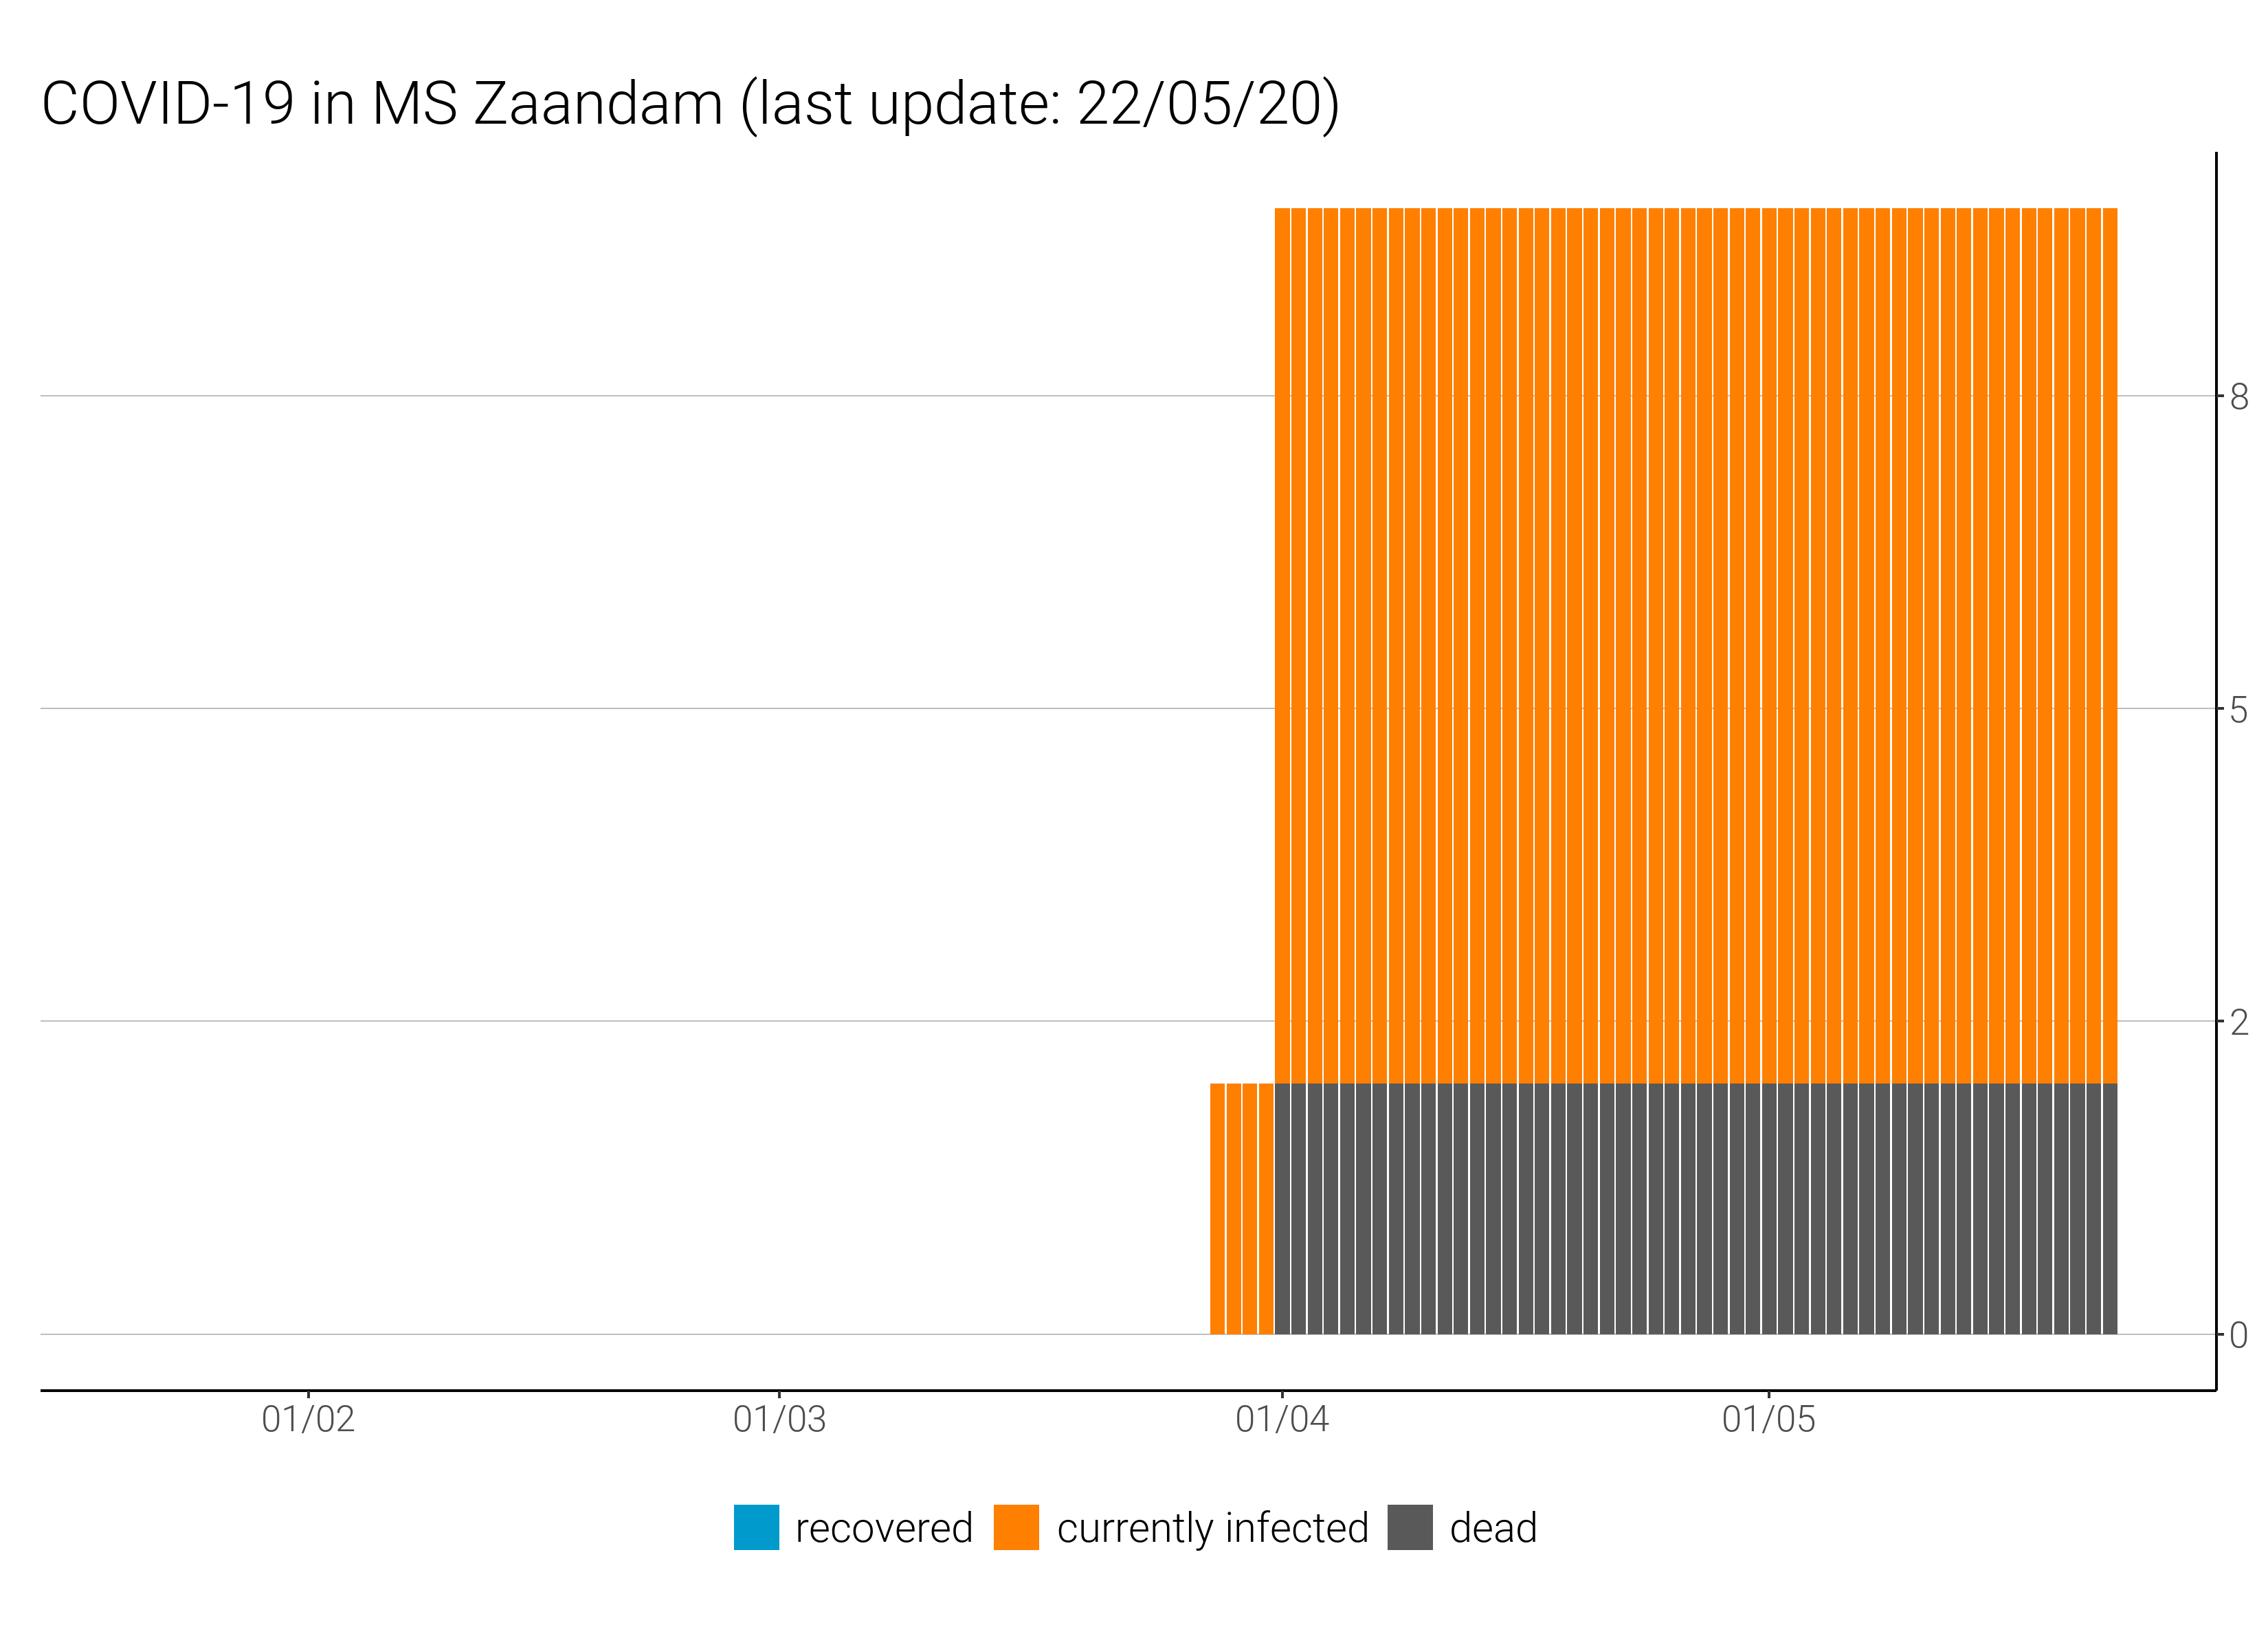 COVID-19 in MS Zaandam (last update: 22/05/20)
8
5
2
0
01/02 01/03 01/04 01/05
recovered currently infected dead